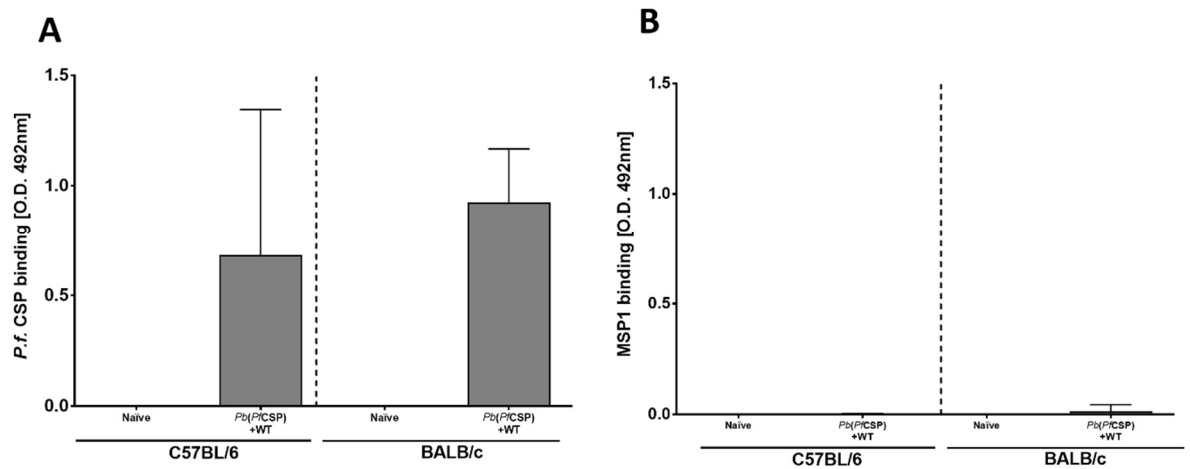 A
P.f. CSP binding [O.D. 492nm]
1.5
1.0
0.5
0.0
Naïve
Pb(PfCSP)
+WT
Naïve
Pb(PfCSP)
+WT
C57BL/6
BALB/c
B
MSP1 binding [O.D. 492nm]
1.5
1.0
0.5
0.0
Naïve
Pb(PfCSP)
+WT
Naïve
Pb(PfCSP)
+WT
C57BL/6
BALB/c